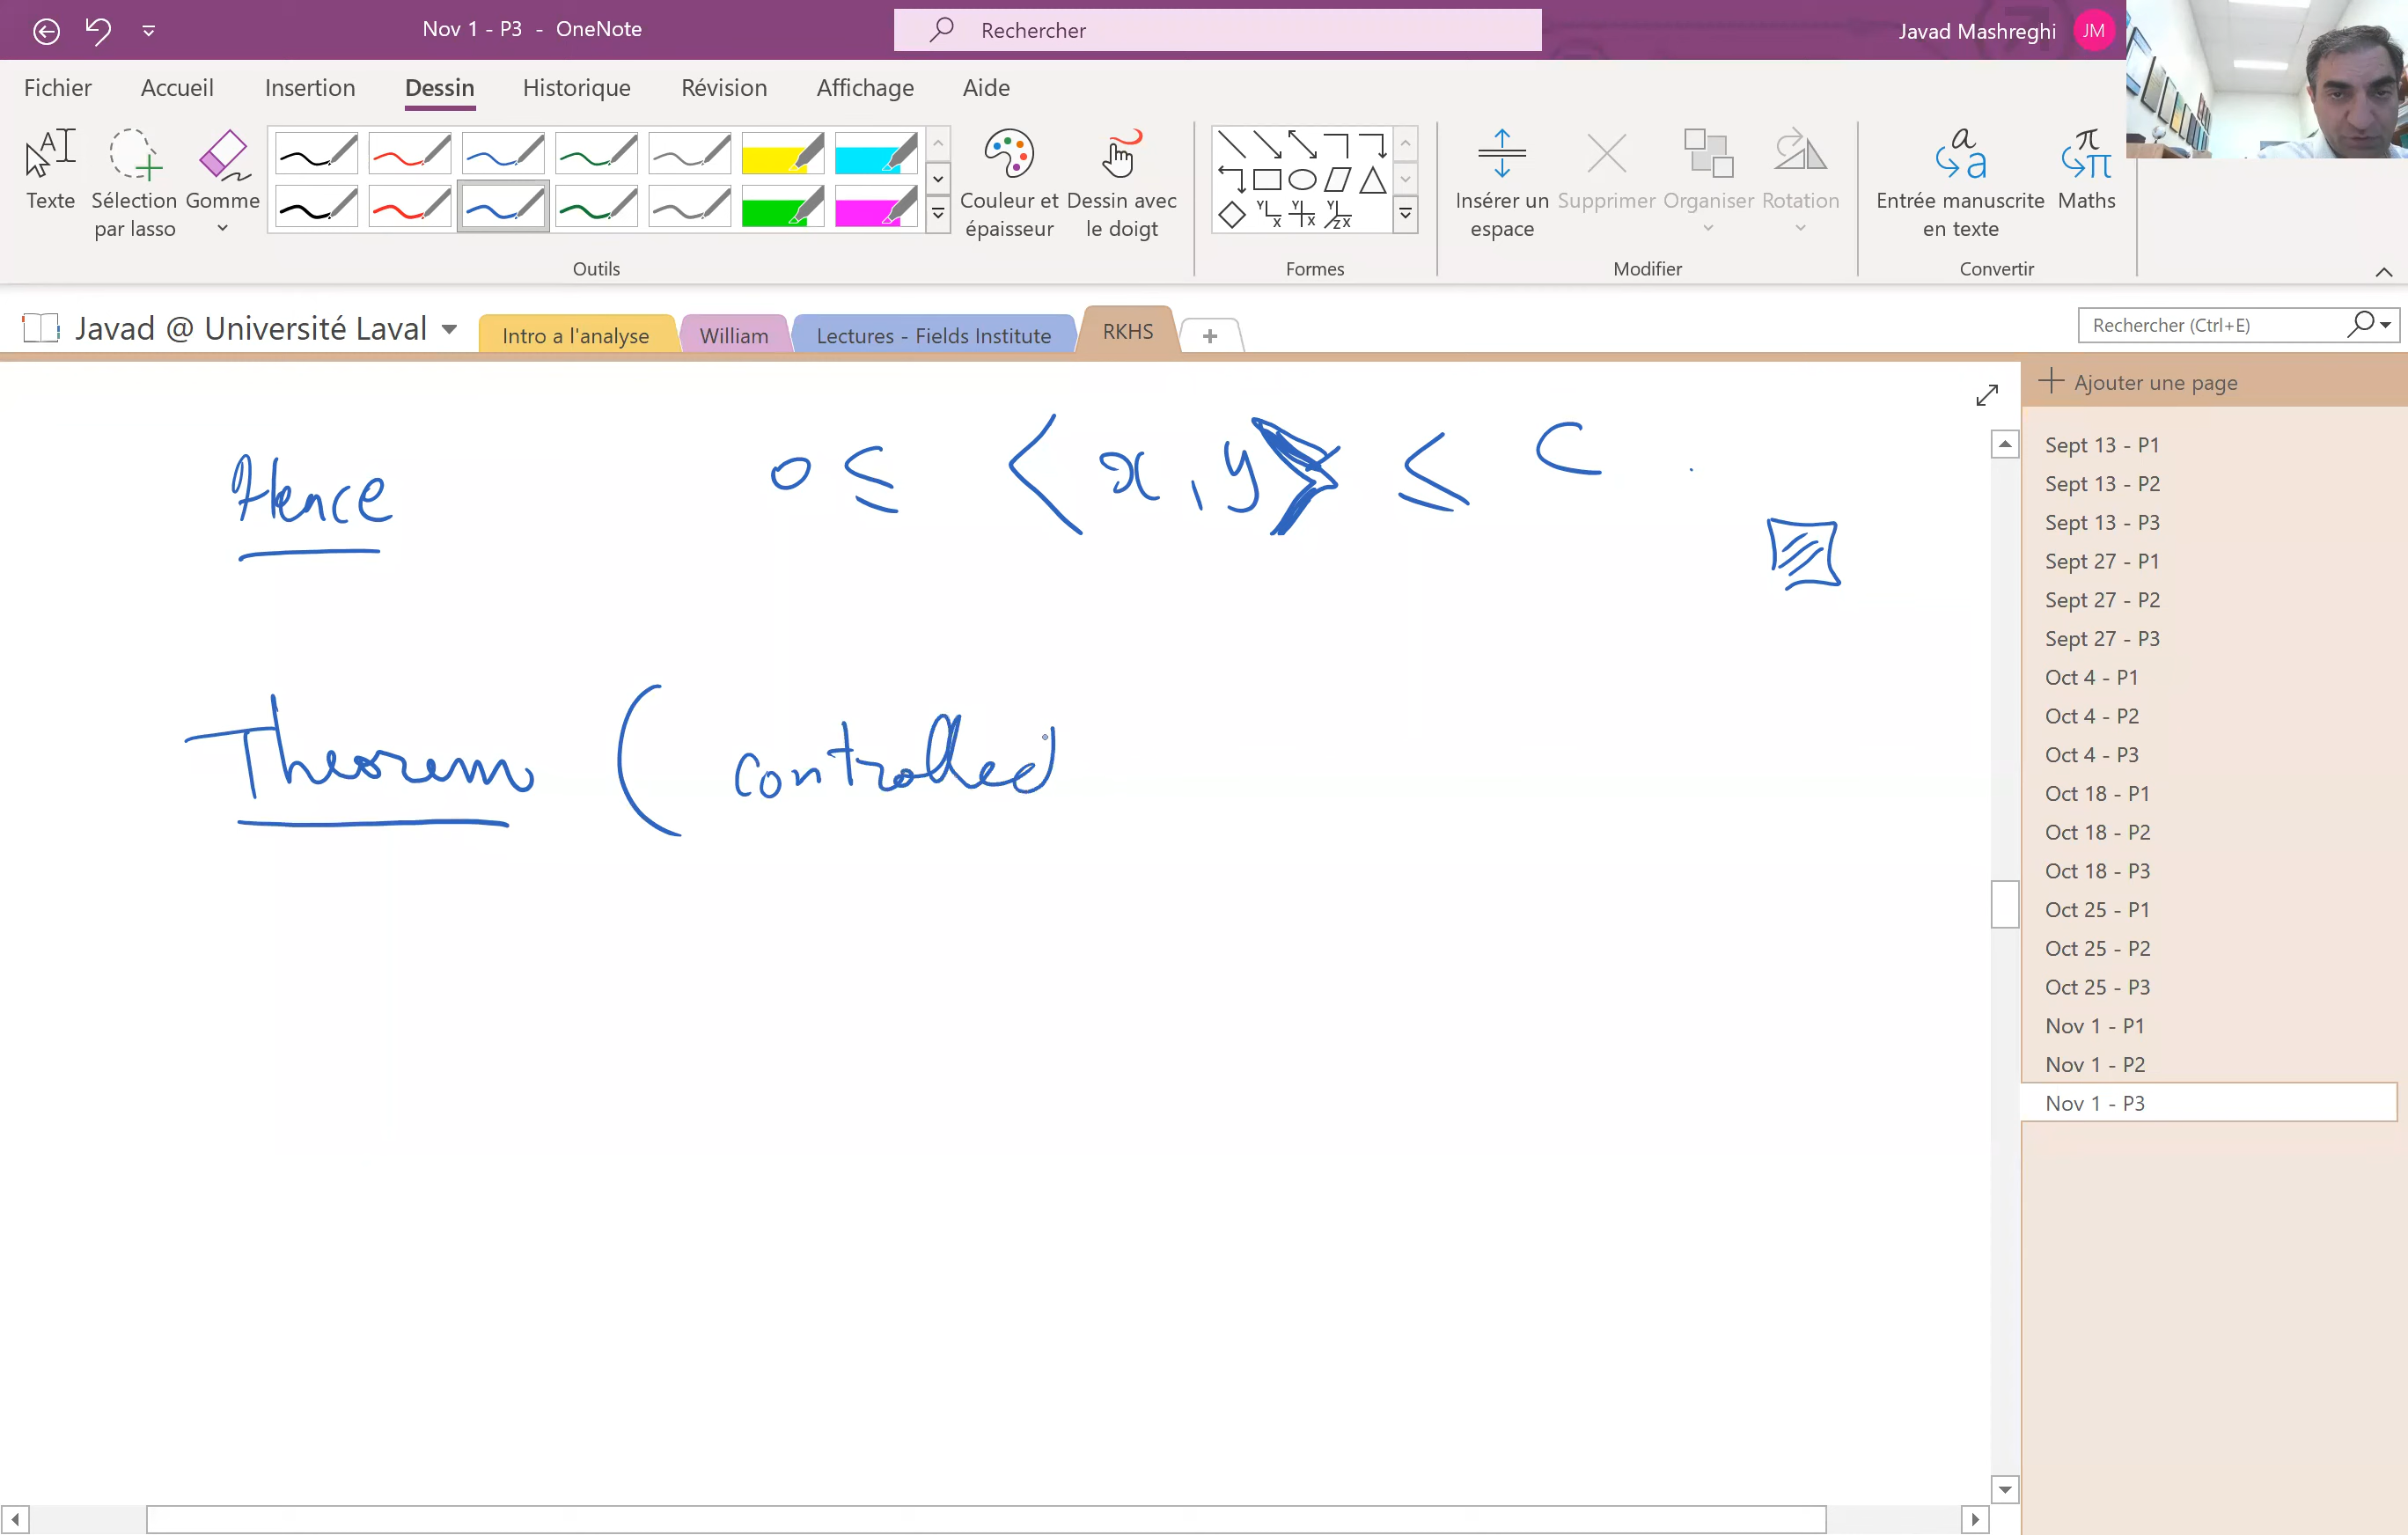 Nov 1 - P3 - OneNote
Rechercher
Javad Mashreghi
JM
Fichier
Accueil
Insertion
Dessin
Historique
Révision
Affichage
Aide
Texte
Sélection par lasso
Gomme
Couleur et épaisseur
Dessin avec le doigt
Insérer un espace
Supprimer
Organiser
Rotation
Entrée manuscrite en texte
Maths
Outils
Formes
Modifier
Convertir
Javad @ Université Laval
Intro a l'analyse
William
Lectures - Fields Institute
RKHS
Rechercher (Ctrl+E)
Ajouter une page
Hence 0 ≤ < x, y > ≤ C .
Theorem ( controlled
Sept 13 - P1
Sept 13 - P2
Sept 13 - P3
Sept 27 - P1
Sept 27 - P2
Sept 27 - P3
Oct 4 - P1
Oct 4 - P2
Oct 4 - P3
Oct 18 - P1
Oct 18 - P2
Oct 18 - P3
Oct 25 - P1
Oct 25 - P2
Oct 25 - P3
Nov 1 - P1
Nov 1 - P2
Nov 1 - P3